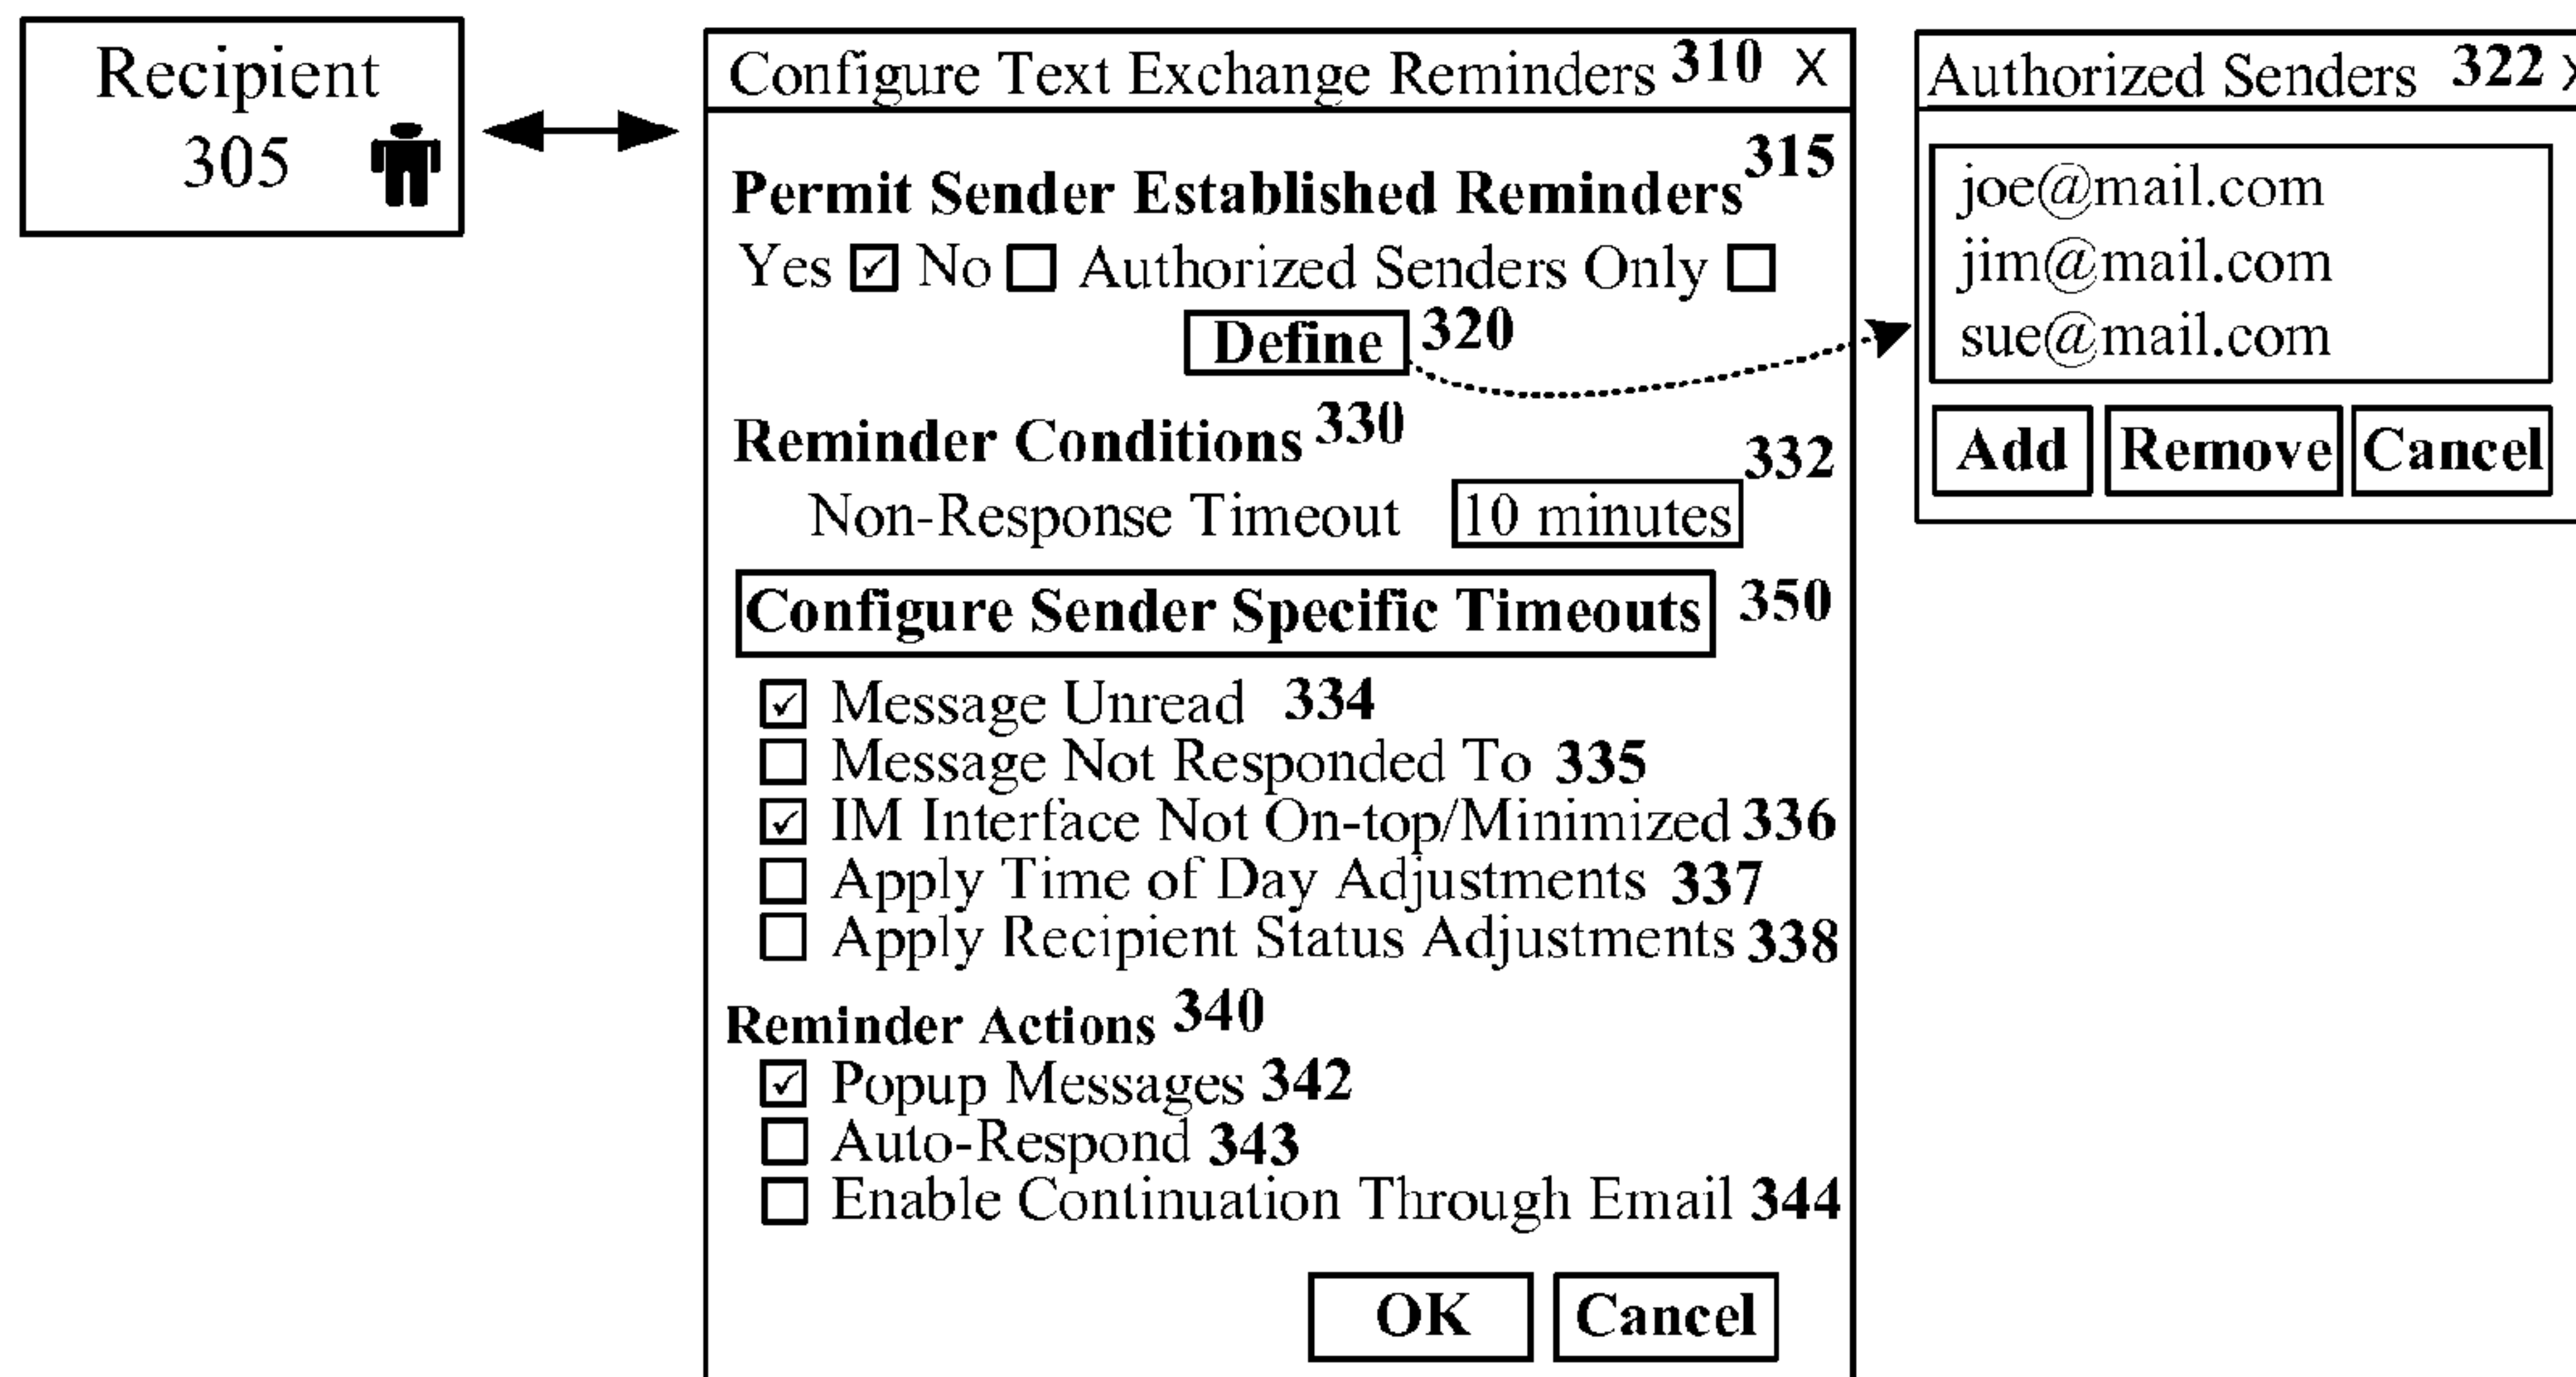 Recipient
305
Configure Text Exchange Reminders 310 X
Permit Sender Established Reminders 315
Yes No Authorized Senders Only
Define 320
Reminder Conditions 330
Non-Response Timeout 10 minutes 332
Configure Sender Specific Timeouts 350
Message Unread 334
Message Not Responded To 335
IM Interface Not On-top/Minimized 336
Apply Time of Day Adjustments 337
Apply Recipient Status Adjustments 338
Reminder Actions 340
Popup Messages 342
Auto-Respond 343
Enable Continuation Through Email 344
OK Cancel
Authorized Senders 322 X
joe@mail.com
jim@mail.com
sue@mail.com
Add Remove Cancel